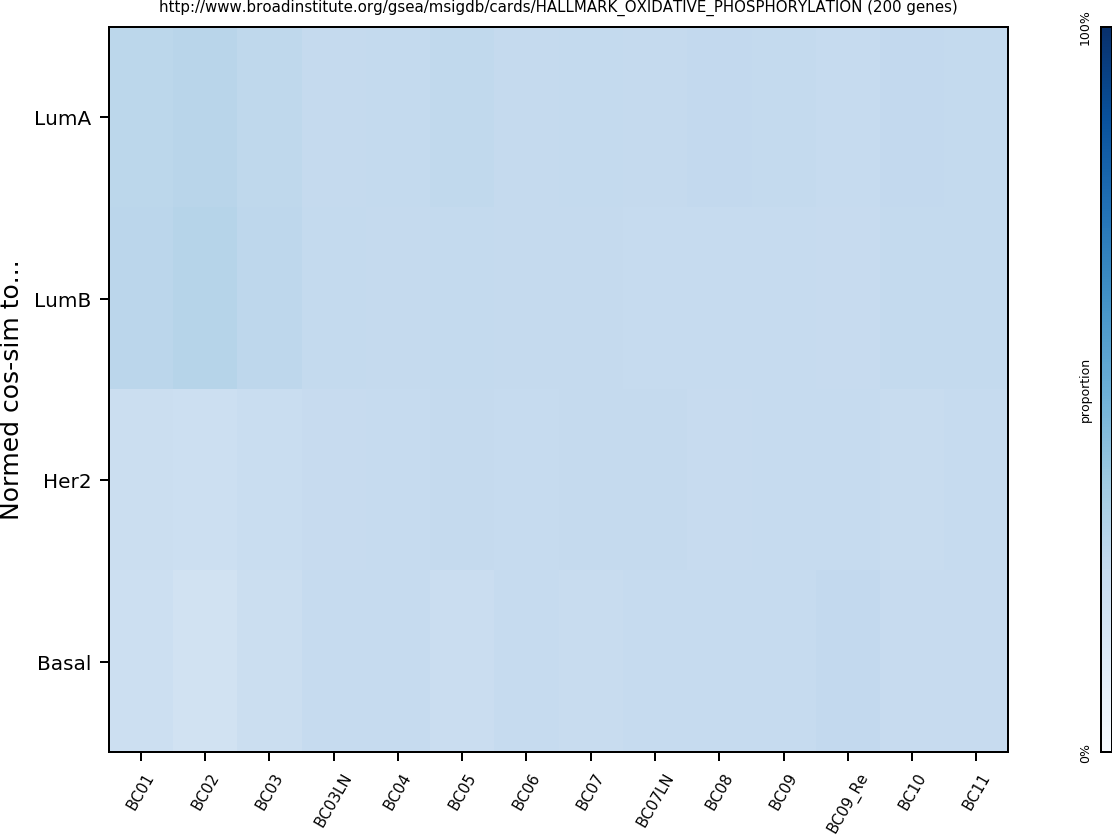 http://www.broadinstitute.org/gsea/msigdb/cards/HALLMARK_OXIDATIVE_PHOSPHORYLATION (200 genes)
100%
LumA
LumB
Normed cos-sim to...
proportion
Her2
Basal
0%
BC01
BC02
BC03
BC03LN
BC04
BC05
BC06
BC07
BC07LN
BC08
BC09
BC09_Re
BC10
BC11